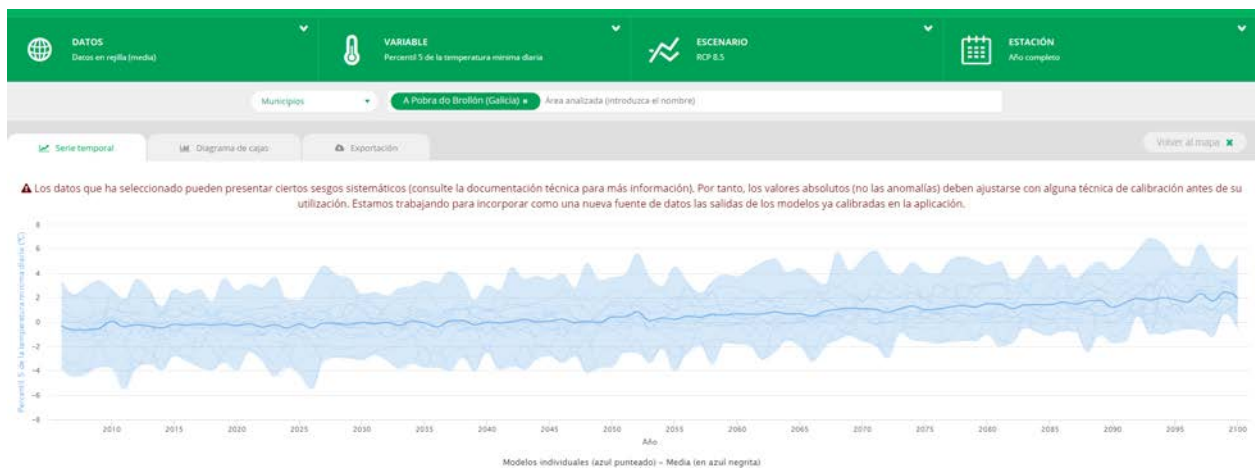 DATOS
Datos en rejilla (media)
VARIABLE
Percentil 5 de la temperatura mínima diaria
ESCENARIO
RCP 8.5
ESTACIÓN
Año completo
Municipios
A Pobra do Brollón (Galicia) ×
Área analizada (introduzca el nombre)
Serie temporal
Diagrama de cajas
Exportación
Volver al mapa ×
Los datos que ha seleccionado pueden presentar ciertos sesgos sistemáticos (consulte la documentación técnica para más información). Por tanto, los valores absolutos (no las anomalías) deben ajustarse con alguna técnica de calibración antes de su
utilización. Estamos trabajando para incorporar como una nueva fuente de datos las salidas de los modelos ya calibradas en la aplicación.
Percentil 5 de la temperatura mínima diaria (°C)
8
6
4
2
0
-2
-4
-6
-8
2010 2015 2020 2025 2030 2035 2040 2045 2050 2055 2060 2065 2070 2075 2080 2085 2090 2095 2100
Año
Modelos individuales (azul punteado) – Media (en azul negrita)